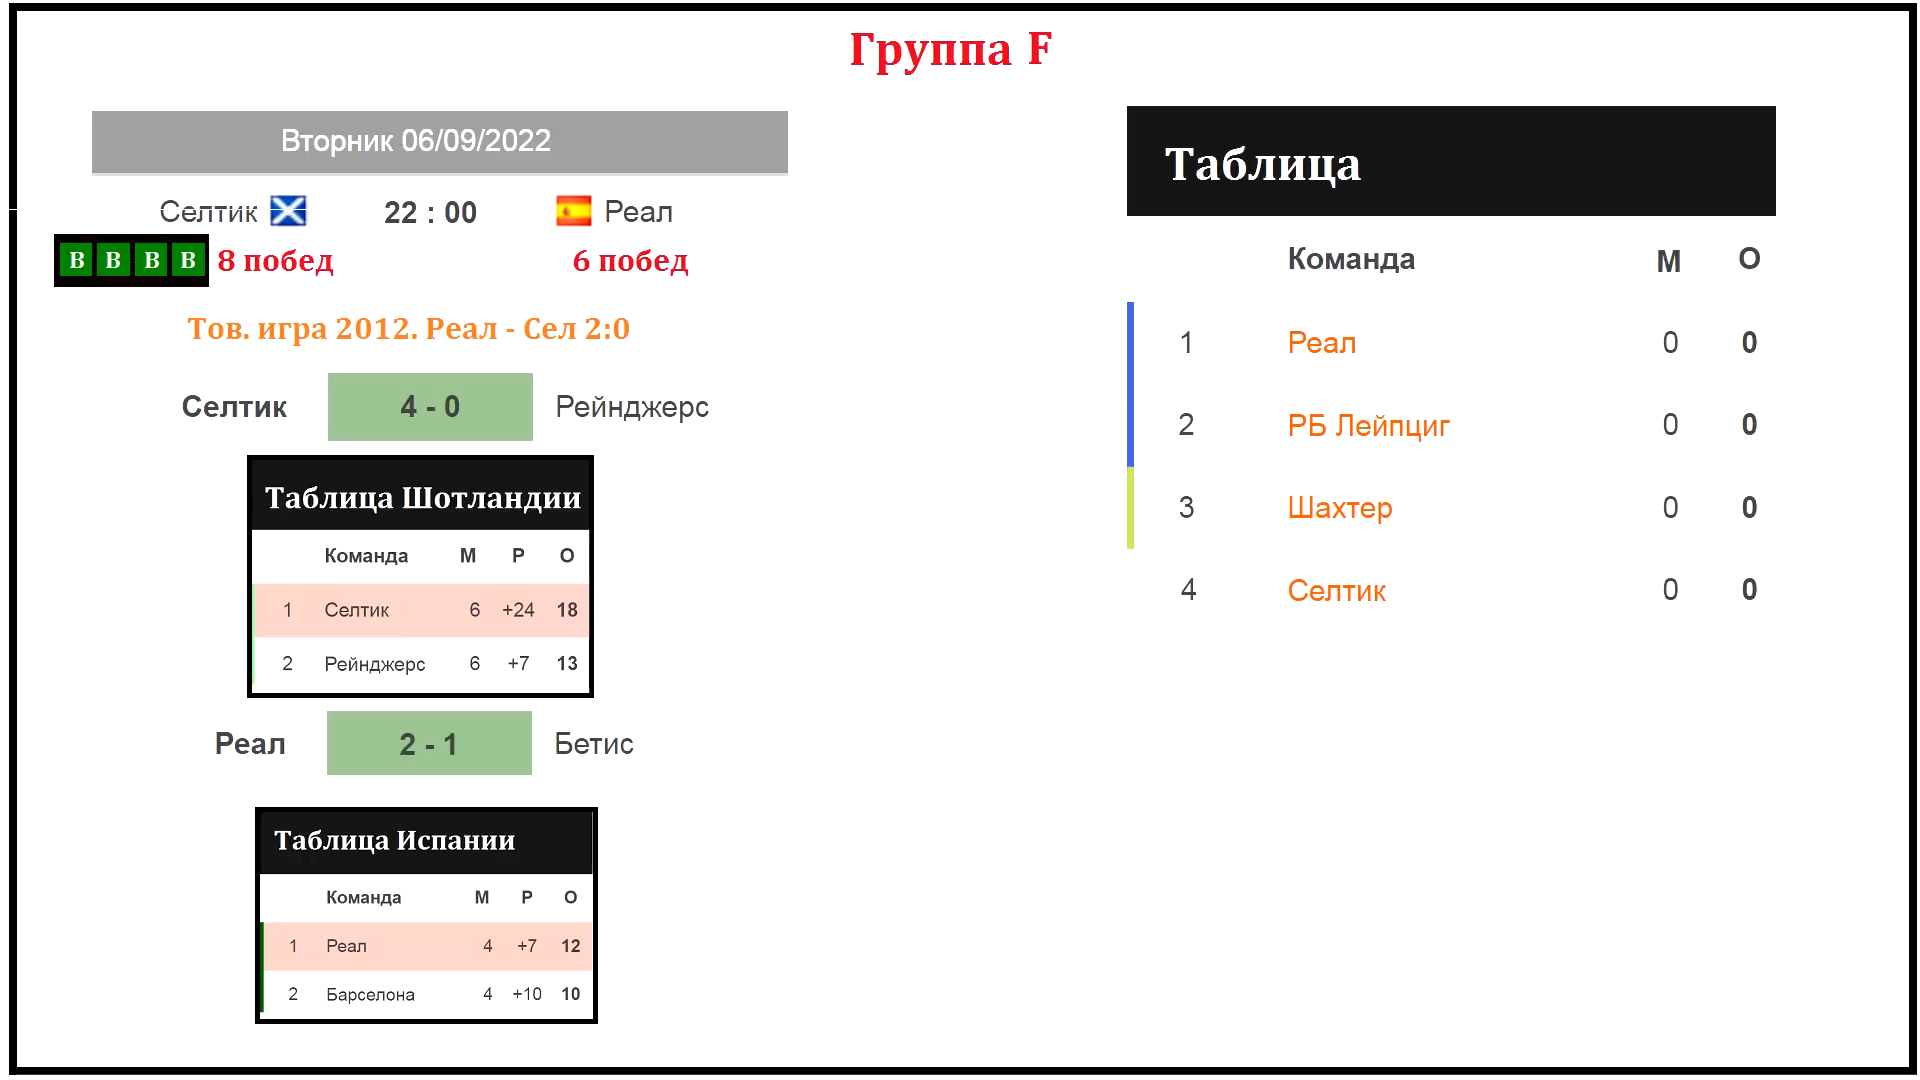 Группа F
Вторник 06/09/2022
Селтик 22 : 00 Реал
В В В В 8 побед 6 побед
Тов. игра 2012. Реал - Сел 2:0
Селтик 4 - 0 Рейнджерс
Таблица Шотландии
Команда М Р О
1 Селтик 6 +24 18
2 Рейнджерс 6 +7 13
Реал 2 - 1 Бетис
Таблица Испании
Команда М Р О
1 Реал 4 +7 12
2 Барселона 4 +10 10
Таблица
Команда М О
1 Реал 0 0
2 РБ Лейпциг 0 0
3 Шахтер 0 0
4 Селтик 0 0